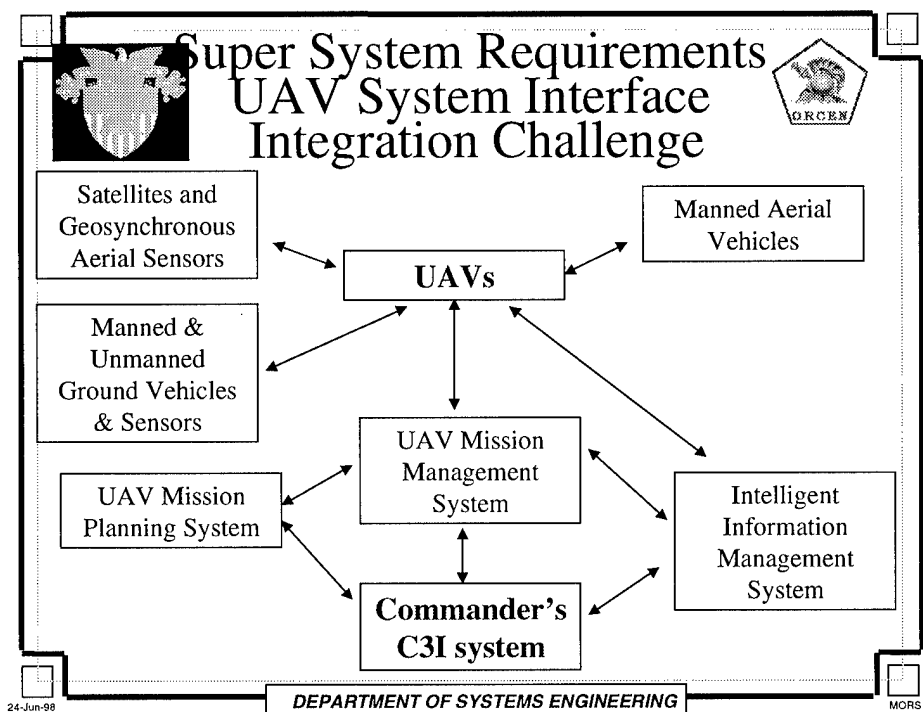 Super System Requirements
UAV System Interface
Integration Challenge
ORCEN
Satellites and
Geosynchronous
Aerial Sensors
Manned Aerial
Vehicles
UAVs
Manned &
Unmanned
Ground Vehicles
& Sensors
UAV Mission
Management
System
UAV Mission
Planning System
Intelligent
Information
Management
System
Commander's
C3I system
24-Jun-98
DEPARTMENT OF SYSTEMS ENGINEERING
MORS